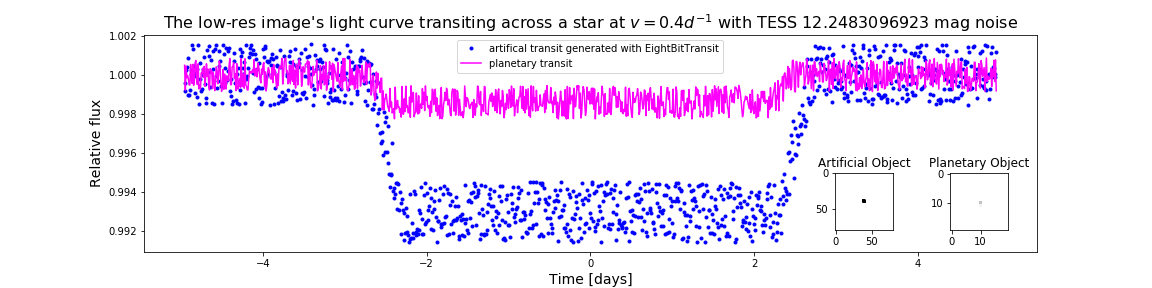 The low-res image's light curve transiting across a star at v = 0.4d⁻¹ with TESS 12.2483096923 mag noise
artifical transit generated with EightBitTransit
planetary transit
Relative flux
1.002
1.000
0.998
0.996
0.994
0.992
Artificial Object
0
50
0 50
Planetary Object
0
10
0 10
−4 −2 0 2 4
Time [days]